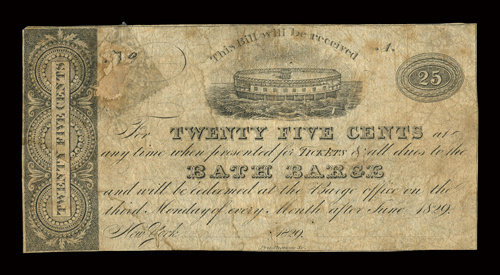 This Bill will be received
A.
25
TWENTY FIVE CENTS
For TWENTY FIVE CENTS at
any time when presented for TICKETS & all dues to the
BATH BARGE
and will be redeemed at the Barge office on the
third Monday of every Month after June 1829.
New York 1829.